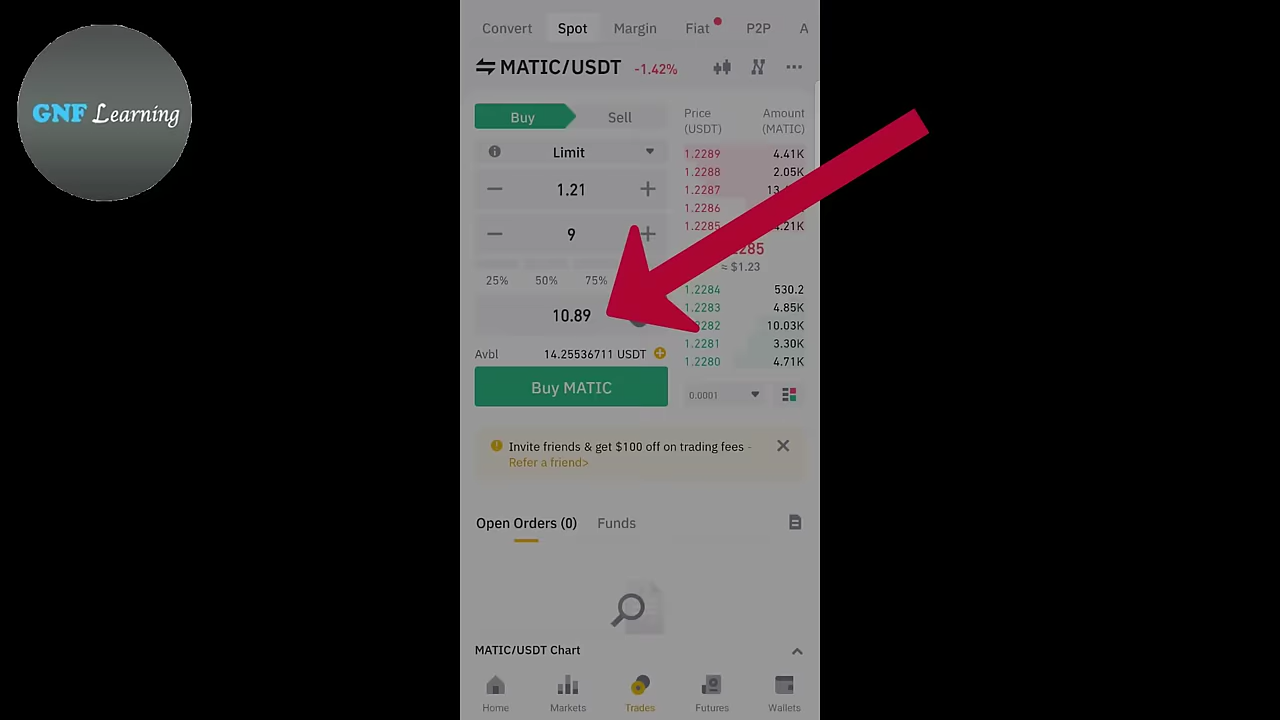 GNF Learning
Convert Spot Margin Fiat P2P A
MATIC/USDT -1.42%
Buy Sell
Limit
1.21
9
25% 50% 75%
10.89
Avbl 14.25536711 USDT
Buy MATIC
Price Amount
(USDT) (MATIC)
1.2289 4.41K
1.2288 2.05K
1.2287
1.2286
1.2285 4.21K
≈ $1.23
1.2284 530.2
1.2283 4.85K
10.03K
1.2281 3.30K
1.2280 4.71K
0.0001
Invite friends & get $100 off on trading fees -
Refer a friend>
Open Orders (0) Funds
MATIC/USDT Chart
Home Markets Trades Futures Wallets